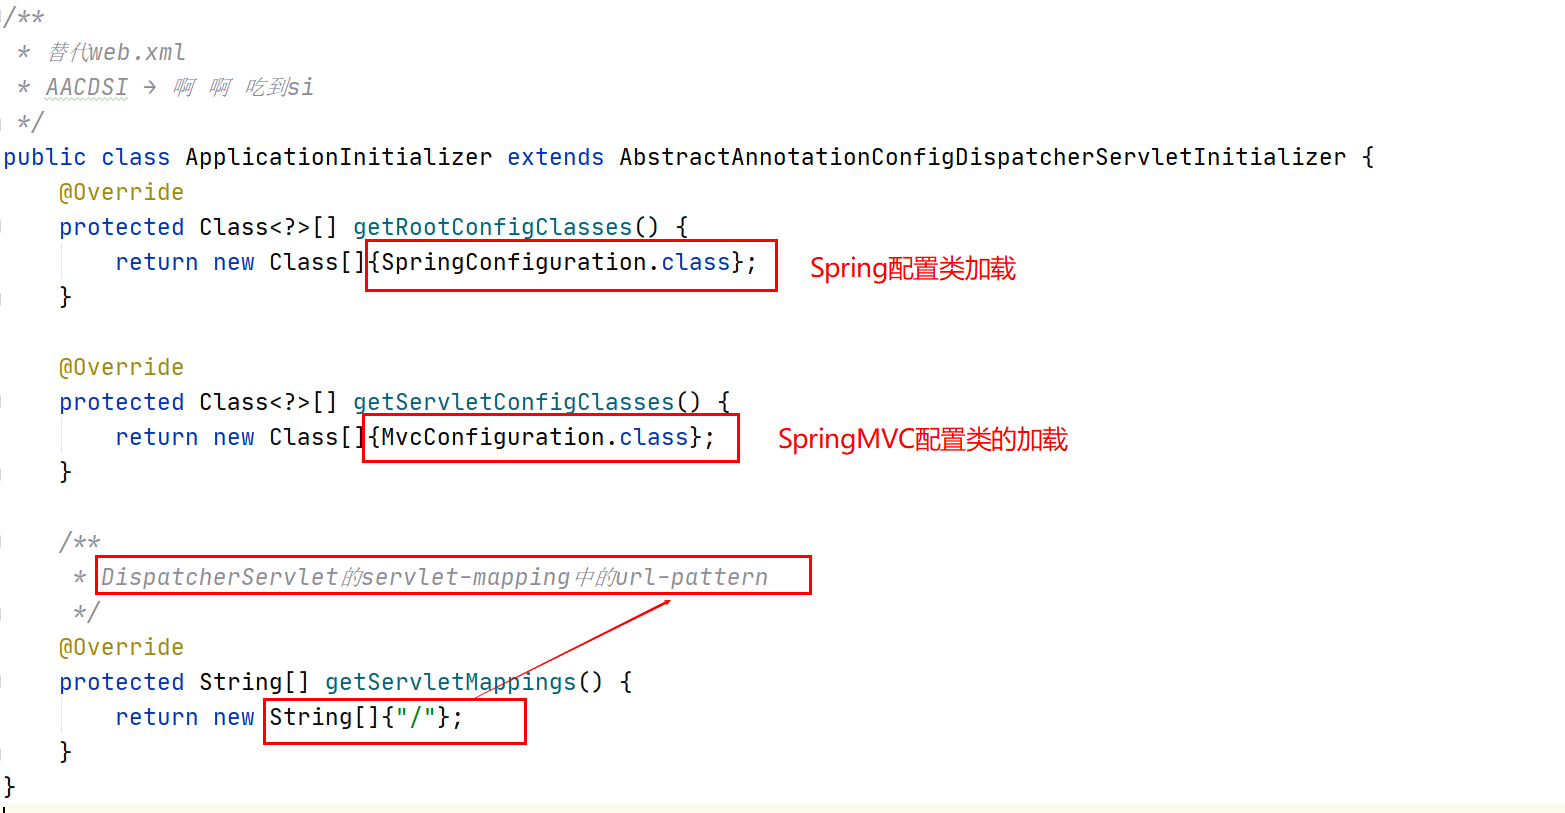 /**
 * 替代web.xml
 * AACDSI → 啊 啊 吃到si
 */
public class ApplicationInitializer extends AbstractAnnotationConfigDispatcherServletInitializer {
    @Override
    protected Class<?>[] getRootConfigClasses() {
        return new Class[]{SpringConfiguration.class}; Spring配置类加载
    }

    @Override
    protected Class<?>[] getServletConfigClasses() {
        return new Class[]{MvcConfiguration.class}; SpringMVC配置类的加载
    }

    /**
     * DispatcherServlet的servlet-mapping中的url-pattern
     */
    @Override
    protected String[] getServletMappings() {
        return new String[]{"/"};
    }
}